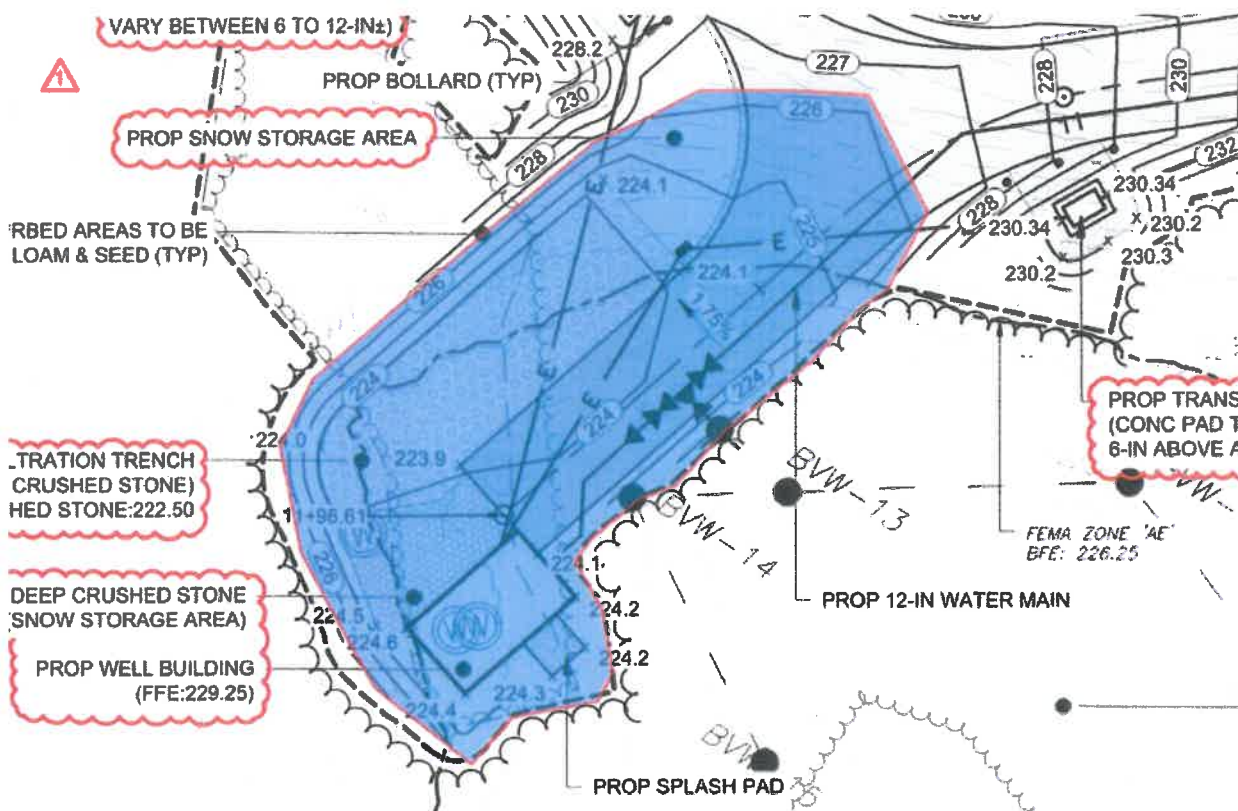 VARY BETWEEN 6 TO 12-IN±)
228.2
PROP BOLLARD (TYP)
227
230
228
230
226
PROP SNOW STORAGE AREA
232
228
224.1
230.34
228
230.34
230.2
RBED AREAS TO BE
LOAM & SEED (TYP)
E
225
230.3
230.2
224.1
226
1.75%
224
224
PROP TRANS
(CONC PAD T
6-IN ABOVE A
E
224
224.0
LTRATION TRENCH
CRUSHED STONE)
HED STONE:222.50
223.9
BVW-13
1+96.61
BVW-14
FEMA ZONE 'AE'
BFE: 226.25
224.1
226
DEEP CRUSHED STONE
(SNOW STORAGE AREA)
PROP 12-IN WATER MAIN
224.5
224.2
224.6
224.2
PROP WELL BUILDING
(FFE:229.25)
224.3
224.4
BVW
PROP SPLASH PAD